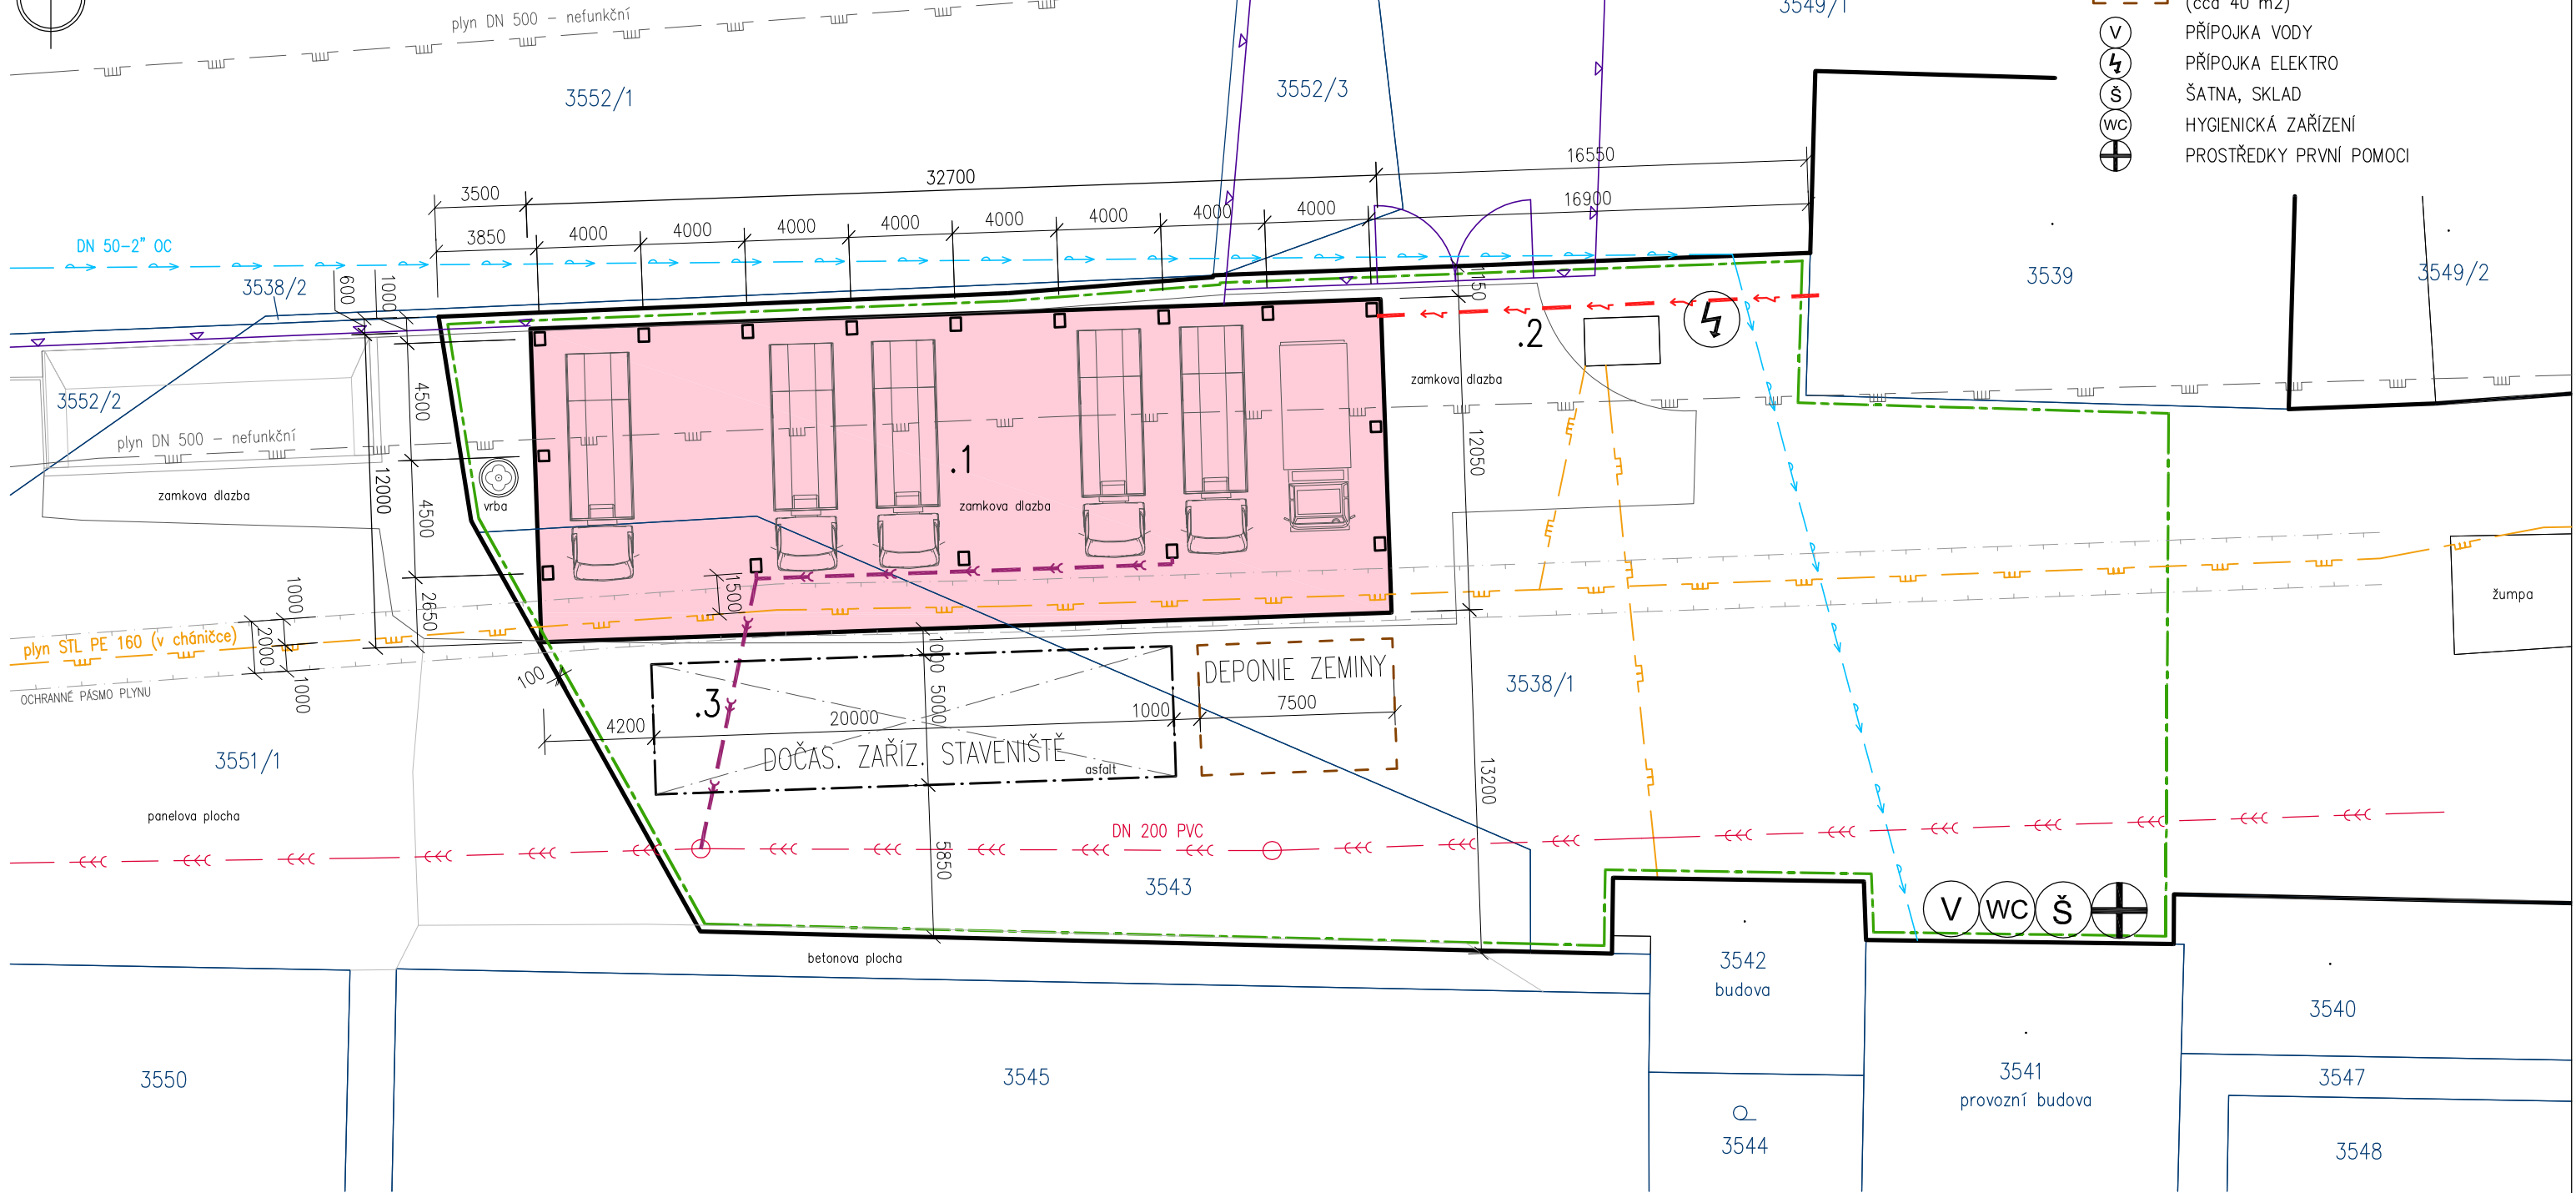 plyn DN 500 - nefunkční
3549/1
(cca 40 m2)
V PŘÍPOJKA VODY
PŘÍPOJKA ELEKTRO
Š ŠATNA, SKLAD
WC HYGIENICKÁ ZAŘÍZENÍ
PROSTŘEDKY PRVNÍ POMOCI
3552/1
3552/3
16550
32700
3500
16900
4000 4000 4000 4000 4000 4000 4000 4000
3850
DN 50-2" OC
3538/2
600
1000
1150
3539
3549/2
.2
zamkova dlazba
3552/2
4500
plyn DN 500 - nefunkční
12000
zamkova dlazba
4500
vrba
.1
zamkova dlazba
12050
1000
2000
1000
2650
1500
plyn STL PE 160 (v cháničce)
OCHRANNÉ PÁSMO PLYNU
žumpa
100
1000
5000
DEPONIE ZEMINY
7500
3538/1
.3
4200
20000
1000
DOČAS. ZAŘÍZ. STAVENIŠTĚ
asfalt
3551/1
panelova plocha
13200
DN 200 PVC
5850
3543
V WC Š
betonova plocha
3542
budova
3540
3550
3545
3541
provozní budova
3547
3544
3548